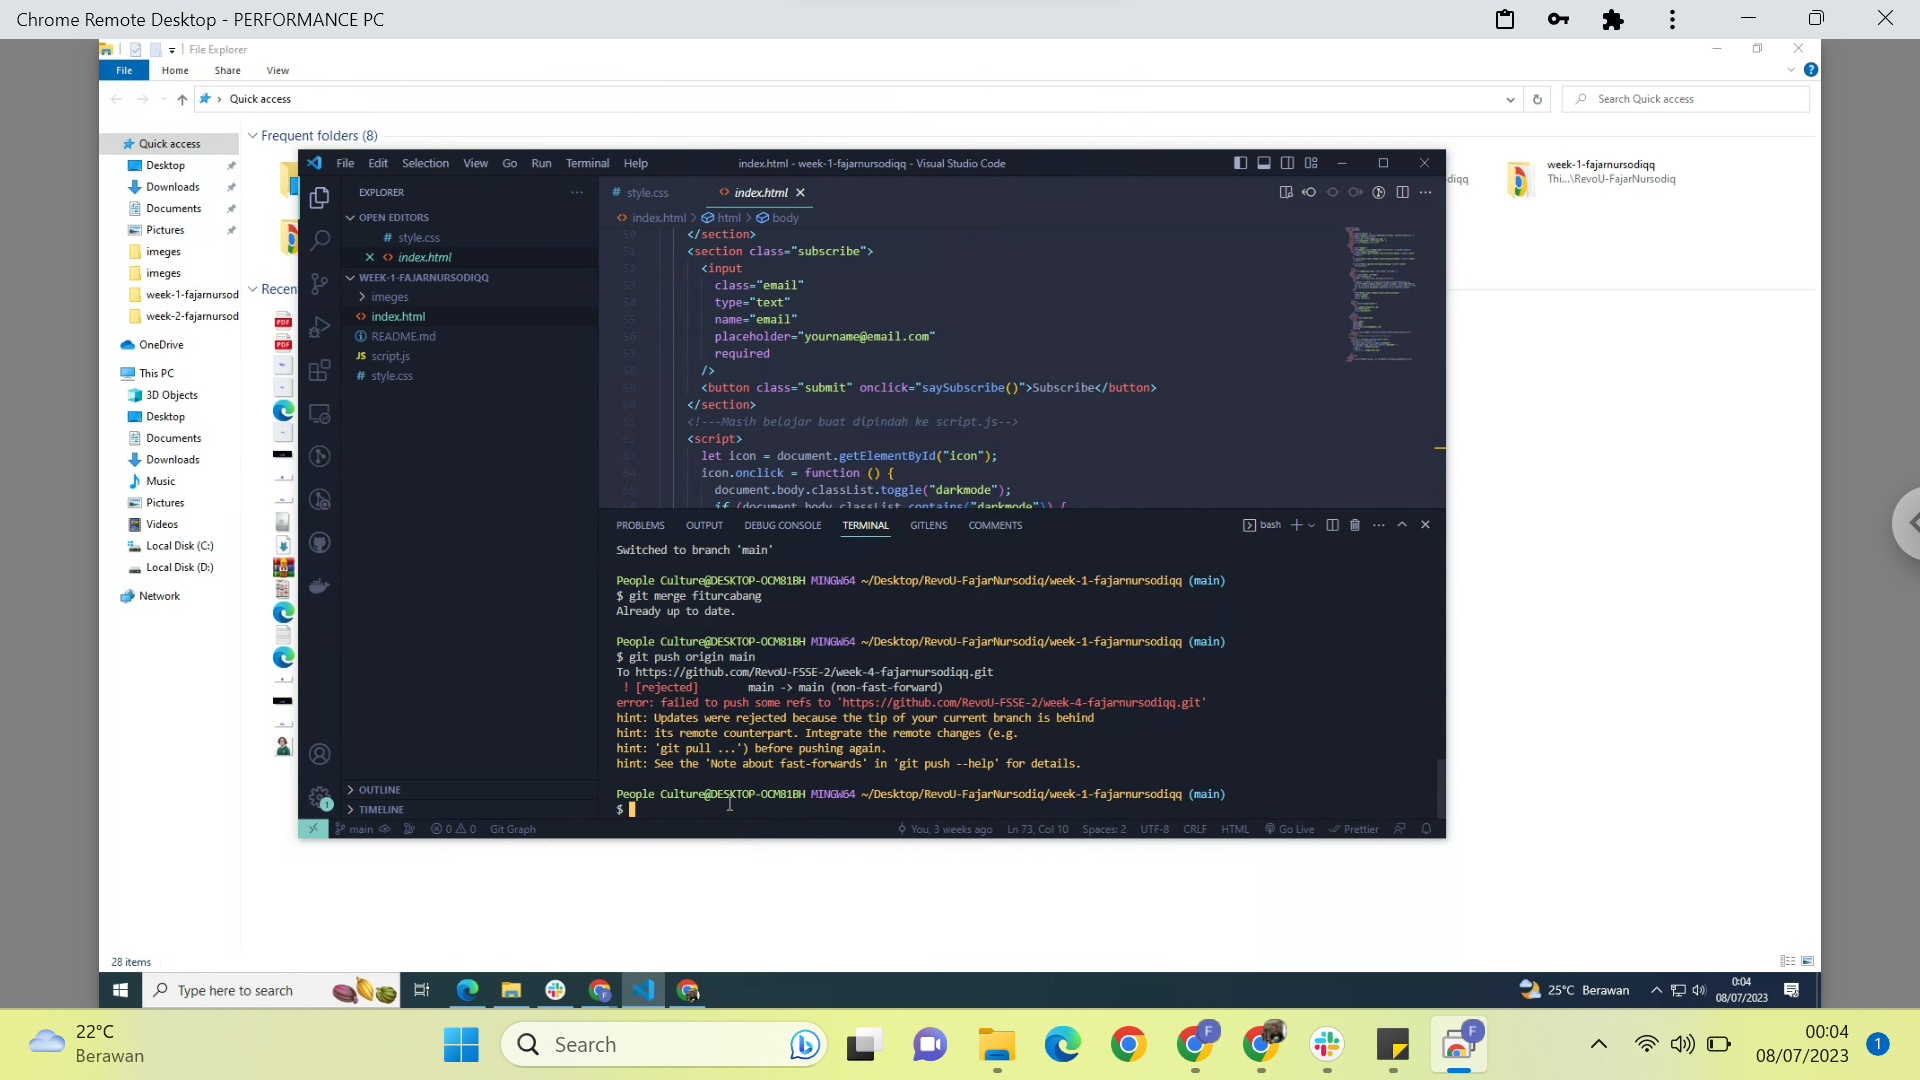 Chrome Remote Desktop - PERFORMANCE PC
File Explorer
File Home Share View
Quick access
Search Quick access
Quick access
Desktop
Downloads
Documents
Pictures
imeges
imeges
week-1-fajarnursod
week-2-fajarnursod
OneDrive
This PC
3D Objects
Desktop
Documents
Downloads
Music
Pictures
Videos
Local Disk (C:)
Local Disk (D:)
Network
28 items
Frequent folders (8)
Recen
diqq
week-1-fajarnursodiqq
Thi...\RevoU-FajarNursodiq
File Edit Selection View Go Run Terminal Help
index.html - week-1-fajarnursodiqq - Visual Studio Code
EXPLORER
OPEN EDITORS
# style.css
index.html
WEEK-1-FAJARNURSODIQQ
imeges
index.html
README.md
JS script.js
# style.css
OUTLINE
TIMELINE
# style.css
index.html
index.html > html > body
50 </section>
51 <section class="subscribe">
52 <input
53 class="email"
54 type="text"
55 name="email"
56 placeholder="yourname@email.com"
57 required
58 />
59 <button class="submit" onclick="saySubscribe()">Subscribe</button>
60 </section>
61 <!---Masih belajar buat dipindah ke script.js-->
62 <script>
63 let icon = document.getElementById("icon");
64 icon.onclick = function () {
65 document.body.classList.toggle("darkmode");
if (document.body.classList.contains("darkmode")) {
PROBLEMS OUTPUT DEBUG CONSOLE TERMINAL GITLENS COMMENTS
bash
Switched to branch 'main'
People Culture@DESKTOP-OCM81BH MINGW64 ~/Desktop/RevoU-FajarNursodiq/week-1-fajarnursodiqq (main)
$ git merge fiturcabang
Already up to date.
People Culture@DESKTOP-OCM81BH MINGW64 ~/Desktop/RevoU-FajarNursodiq/week-1-fajarnursodiqq (main)
$ git push origin main
To https://github.com/RevoU-FSSE-2/week-4-fajarnursodiqq.git
! [rejected] main -> main (non-fast-forward)
error: failed to push some refs to 'https://github.com/RevoU-FSSE-2/week-4-fajarnursodiqq.git'
hint: Updates were rejected because the tip of your current branch is behind
hint: its remote counterpart. Integrate the remote changes (e.g.
hint: 'git pull ...') before pushing again.
hint: See the 'Note about fast-forwards' in 'git push --help' for details.
People Culture@DESKTOP-OCM81BH MINGW64 ~/Desktop/RevoU-FajarNursodiq/week-1-fajarnursodiqq (main)
$
main 0 0 Git Graph
You, 3 weeks ago Ln 73, Col 10 Spaces: 2 UTF-8 CRLF HTML Go Live Prettier
Type here to search
25°C Berawan
0:04
08/07/2023
22°C
Berawan
Search
00:04
08/07/2023
1